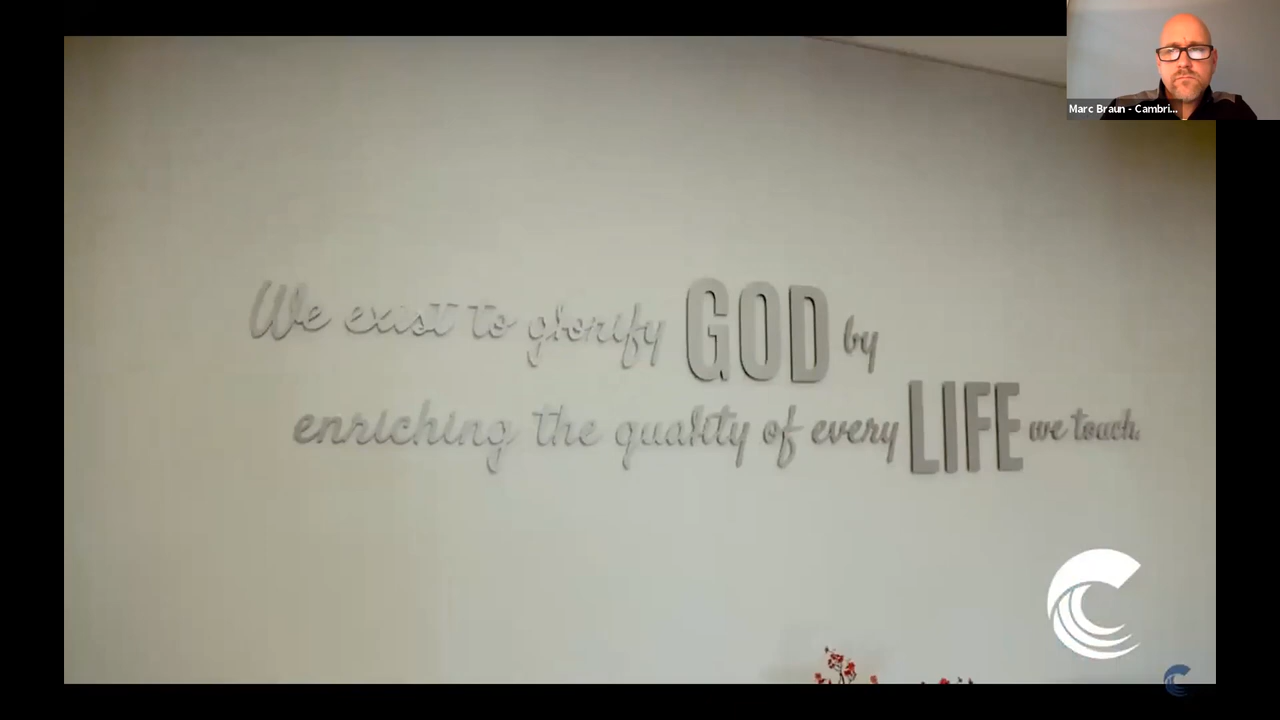 Marc Braun - Cambri...
We exist to glorify GOD by
enriching the quality of every LIFE we touch.